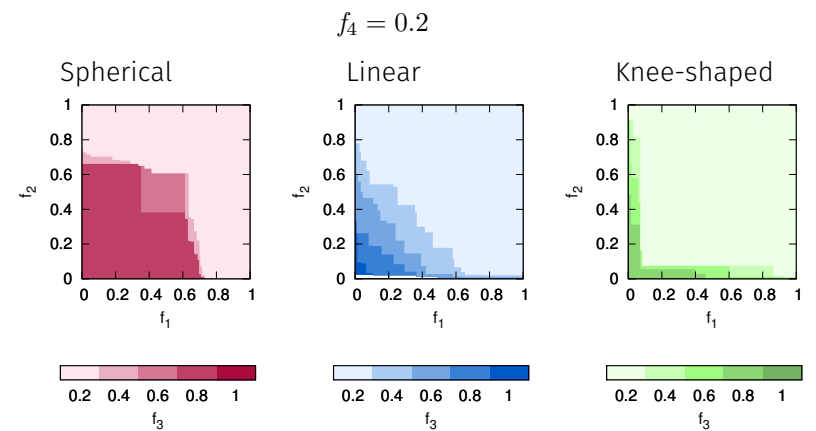 f4 = 0.2
Spherical Linear Knee-shaped
1 1 1
0.8 0.8 0.8
0.6 0.6 0.6
f2 f2 f2
0.4 0.4 0.4
0.2 0.2 0.2
0 0 0
0 0.2 0.4 0.6 0.8 1 0 0.2 0.4 0.6 0.8 1 0 0.2 0.4 0.6 0.8 1
f1 f1 f1
0.2 0.4 0.6 0.8 1 0.2 0.4 0.6 0.8 1 0.2 0.4 0.6 0.8 1
f3 f3 f3